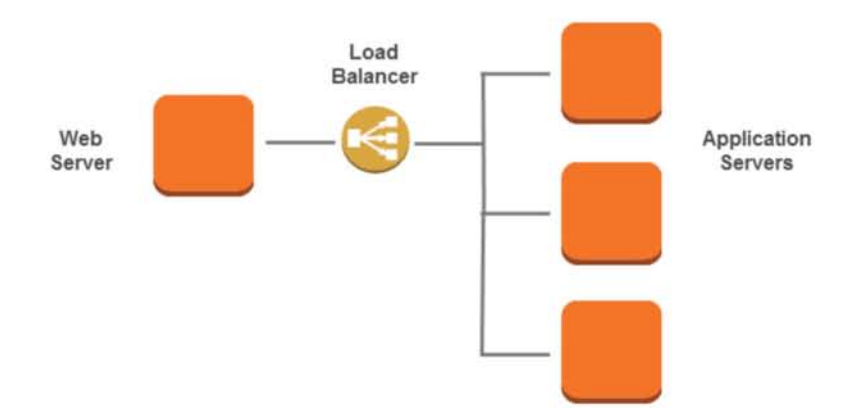 Load
Balancer
Web
Server
Application
Servers